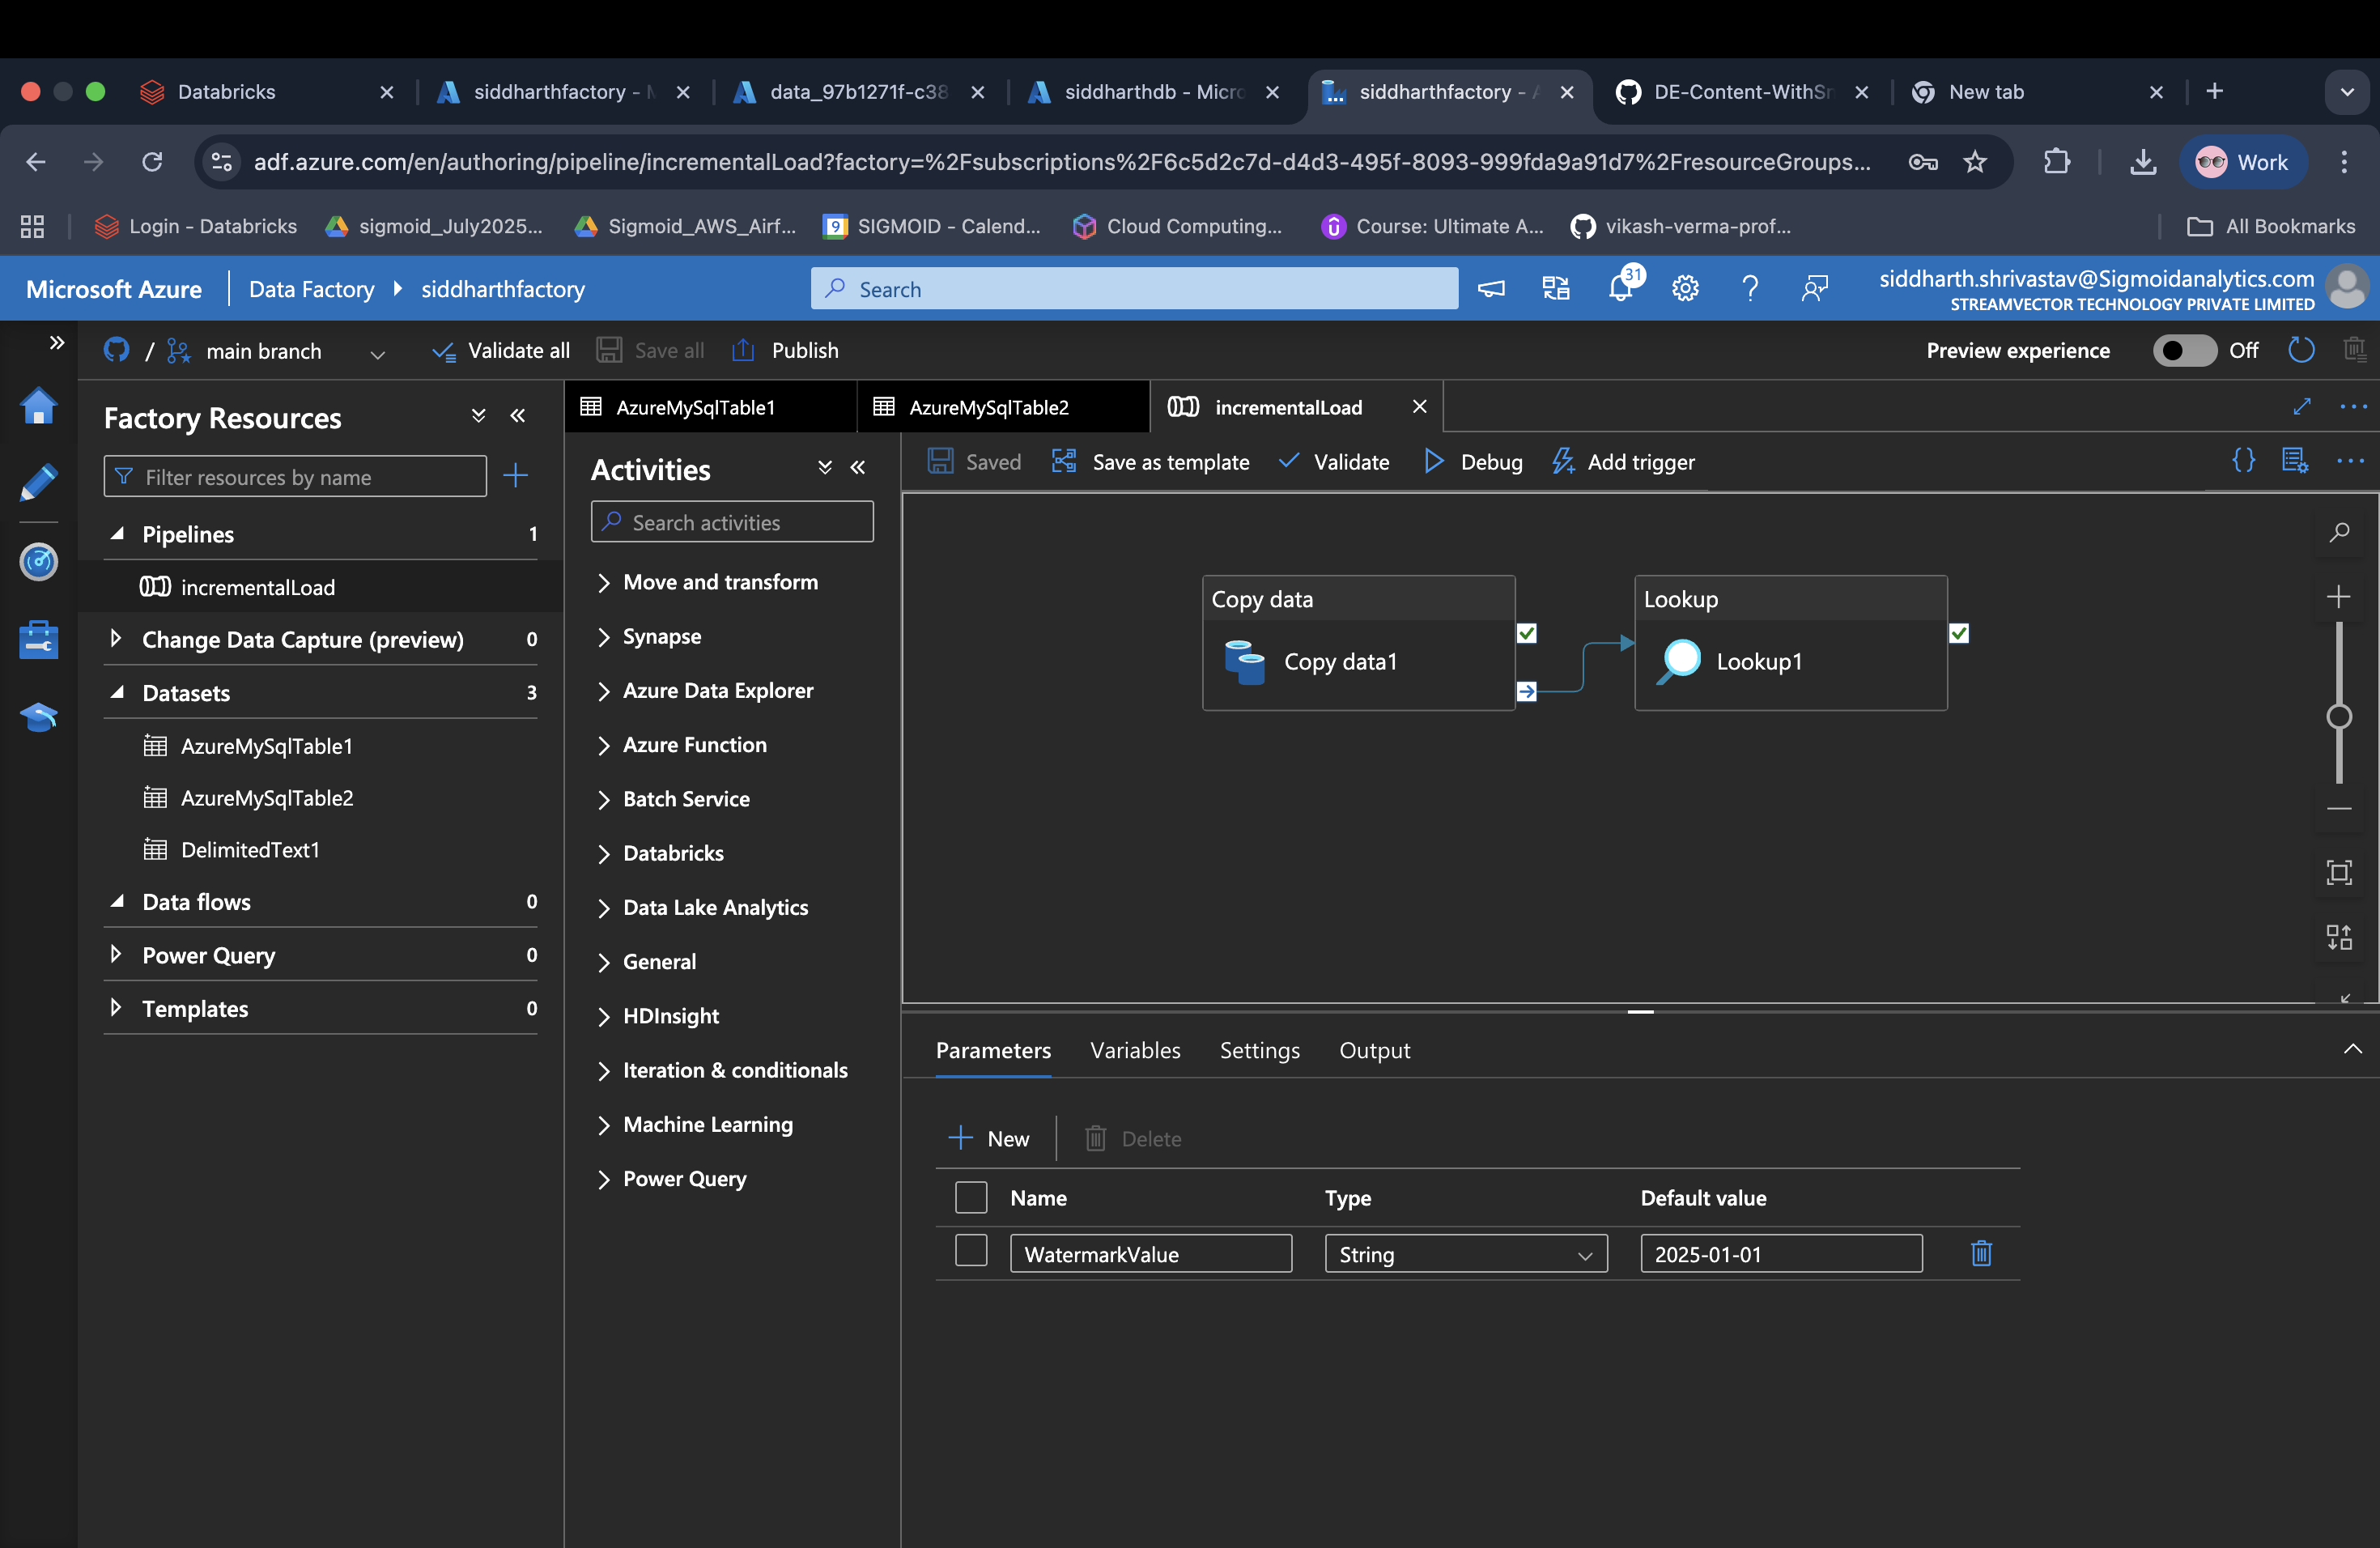 Databricks
siddharthfactory - M
data_97b1271f-c38
siddharthdb - Micro
siddharthfactory - A
DE-Content-WithSn
New tab
adf.azure.com/en/authoring/pipeline/incrementalLoad?factory=%2Fsubscriptions%2F6c5d2c7d-d4d3-495f-8093-999fda9a91d7%2FresourceGroups...
Work
Login - Databricks
sigmoid_July2025...
Sigmoid_AWS_Airf...
9
SIGMOID - Calend...
Cloud Computing...
Course: Ultimate A...
vikash-verma-prof...
All Bookmarks
Microsoft Azure
Data Factory
siddharthfactory
Search
31
siddharth.shrivastav@Sigmoidanalytics.com
STREAMVECTOR TECHNOLOGY PRIVATE LIMITED
/ main branch
Validate all
Save all
Publish
Preview experience
Off
Factory Resources
Filter resources by name
Pipelines 1
incrementalLoad
Change Data Capture (preview) 0
Datasets 3
AzureMySqlTable1
AzureMySqlTable2
DelimitedText1
Data flows 0
Power Query 0
Templates 0
AzureMySqlTable1
AzureMySqlTable2
incrementalLoad
Activities
Search activities
Move and transform
Synapse
Azure Data Explorer
Azure Function
Batch Service
Databricks
Data Lake Analytics
General
HDInsight
Iteration & conditionals
Machine Learning
Power Query
Saved
Save as template
Validate
Debug
Add trigger
{}
Copy data
Copy data1
Lookup
Lookup1
Parameters
Variables
Settings
Output
New
Delete
Name
Type
Default value
WatermarkValue
String
2025-01-01